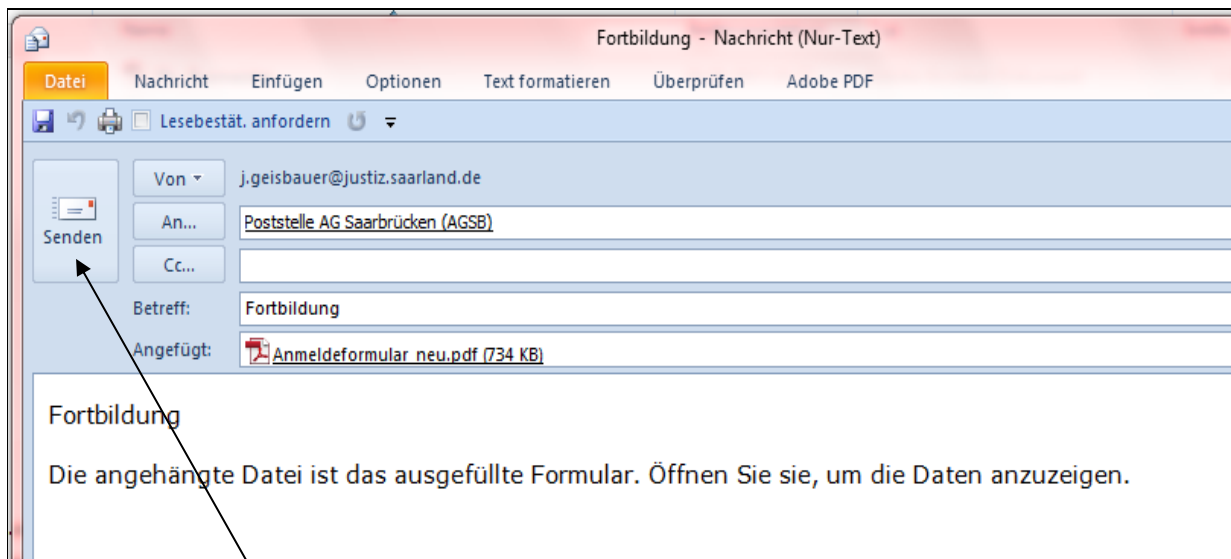 Fortbildung - Nachricht (Nur-Text)
Datei Nachricht Einfügen Optionen Text formatieren Überprüfen Adobe PDF
Lesebestät. anfordern
Von j.geisbauer@justiz.saarland.de
Senden An... Poststelle AG Saarbrücken (AGSB)
Cc...
Betreff: Fortbildung
Angefügt: Anmeldeformular_neu.pdf (734 KB)
Fortbildung
Die angehängte Datei ist das ausgefüllte Formular. Öffnen Sie sie, um die Daten anzuzeigen.